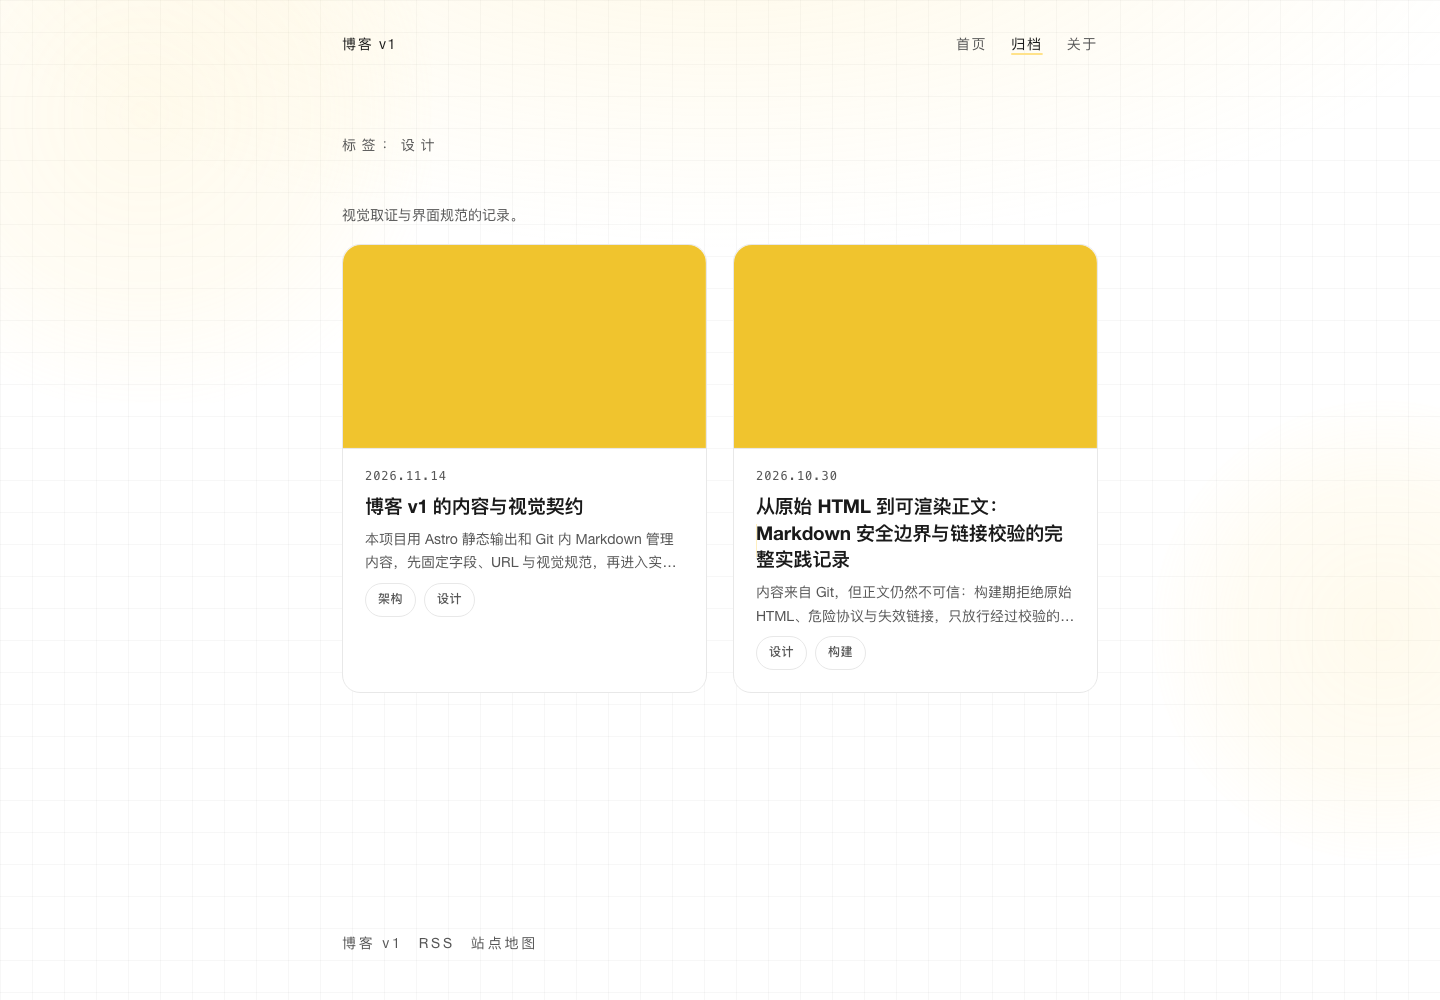 博客 v1
首页 归档 关于
标签： 设计
视觉取证与界面规范的记录。
2026.11.14
博客 v1 的内容与视觉契约
本项目用 Astro 静态输出和 Git 内 Markdown 管理
内容，先固定字段、URL 与视觉规范，再进入实…
架构 设计
2026.10.30
从原始 HTML 到可渲染正文：
Markdown 安全边界与链接校验的完
整实践记录
内容来自 Git，但正文仍然不可信：构建期拒绝原始
HTML、危险协议与失效链接，只放行经过校验的…
设计 构建
博客 v1 RSS 站点地图